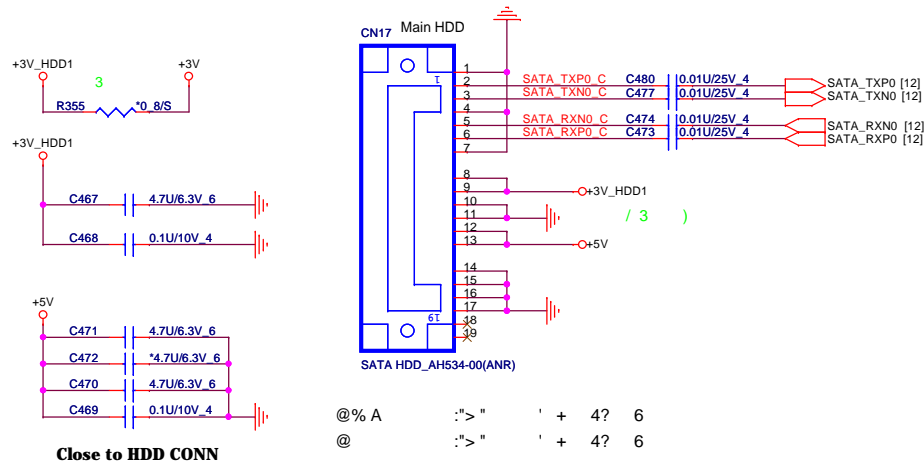 CN17 Main HDD
+3V_HDD1 +3V
3
R355 *0_8/S
+3V_HDD1
C467 4.7U/6.3V_6
C468 0.1U/10V_4
+5V
C471 4.7U/6.3V_6
C472 *4.7U/6.3V_6
C470 4.7U/6.3V_6
C469 0.1U/10V_4
Close to HDD CONN
1
19
1
2 SATA_TXP0_C C480 0.01U/25V_4 SATA_TXP0 [12]
3 SATA_TXN0_C C477 0.01U/25V_4 SATA_TXN0 [12]
4
5 SATA_RXN0_C C474 0.01U/25V_4 SATA_RXN0 [12]
6 SATA_RXP0_C C473 0.01U/25V_4 SATA_RXP0 [12]
7
8
9 +3V_HDD1
10
11 / 3 )
12
13 +5V
14
15
16
17
18
19
SATA HDD_AH534-00(ANR)
@% A :"> " ' + 4? 6
@ :"> " ' + 4? 6